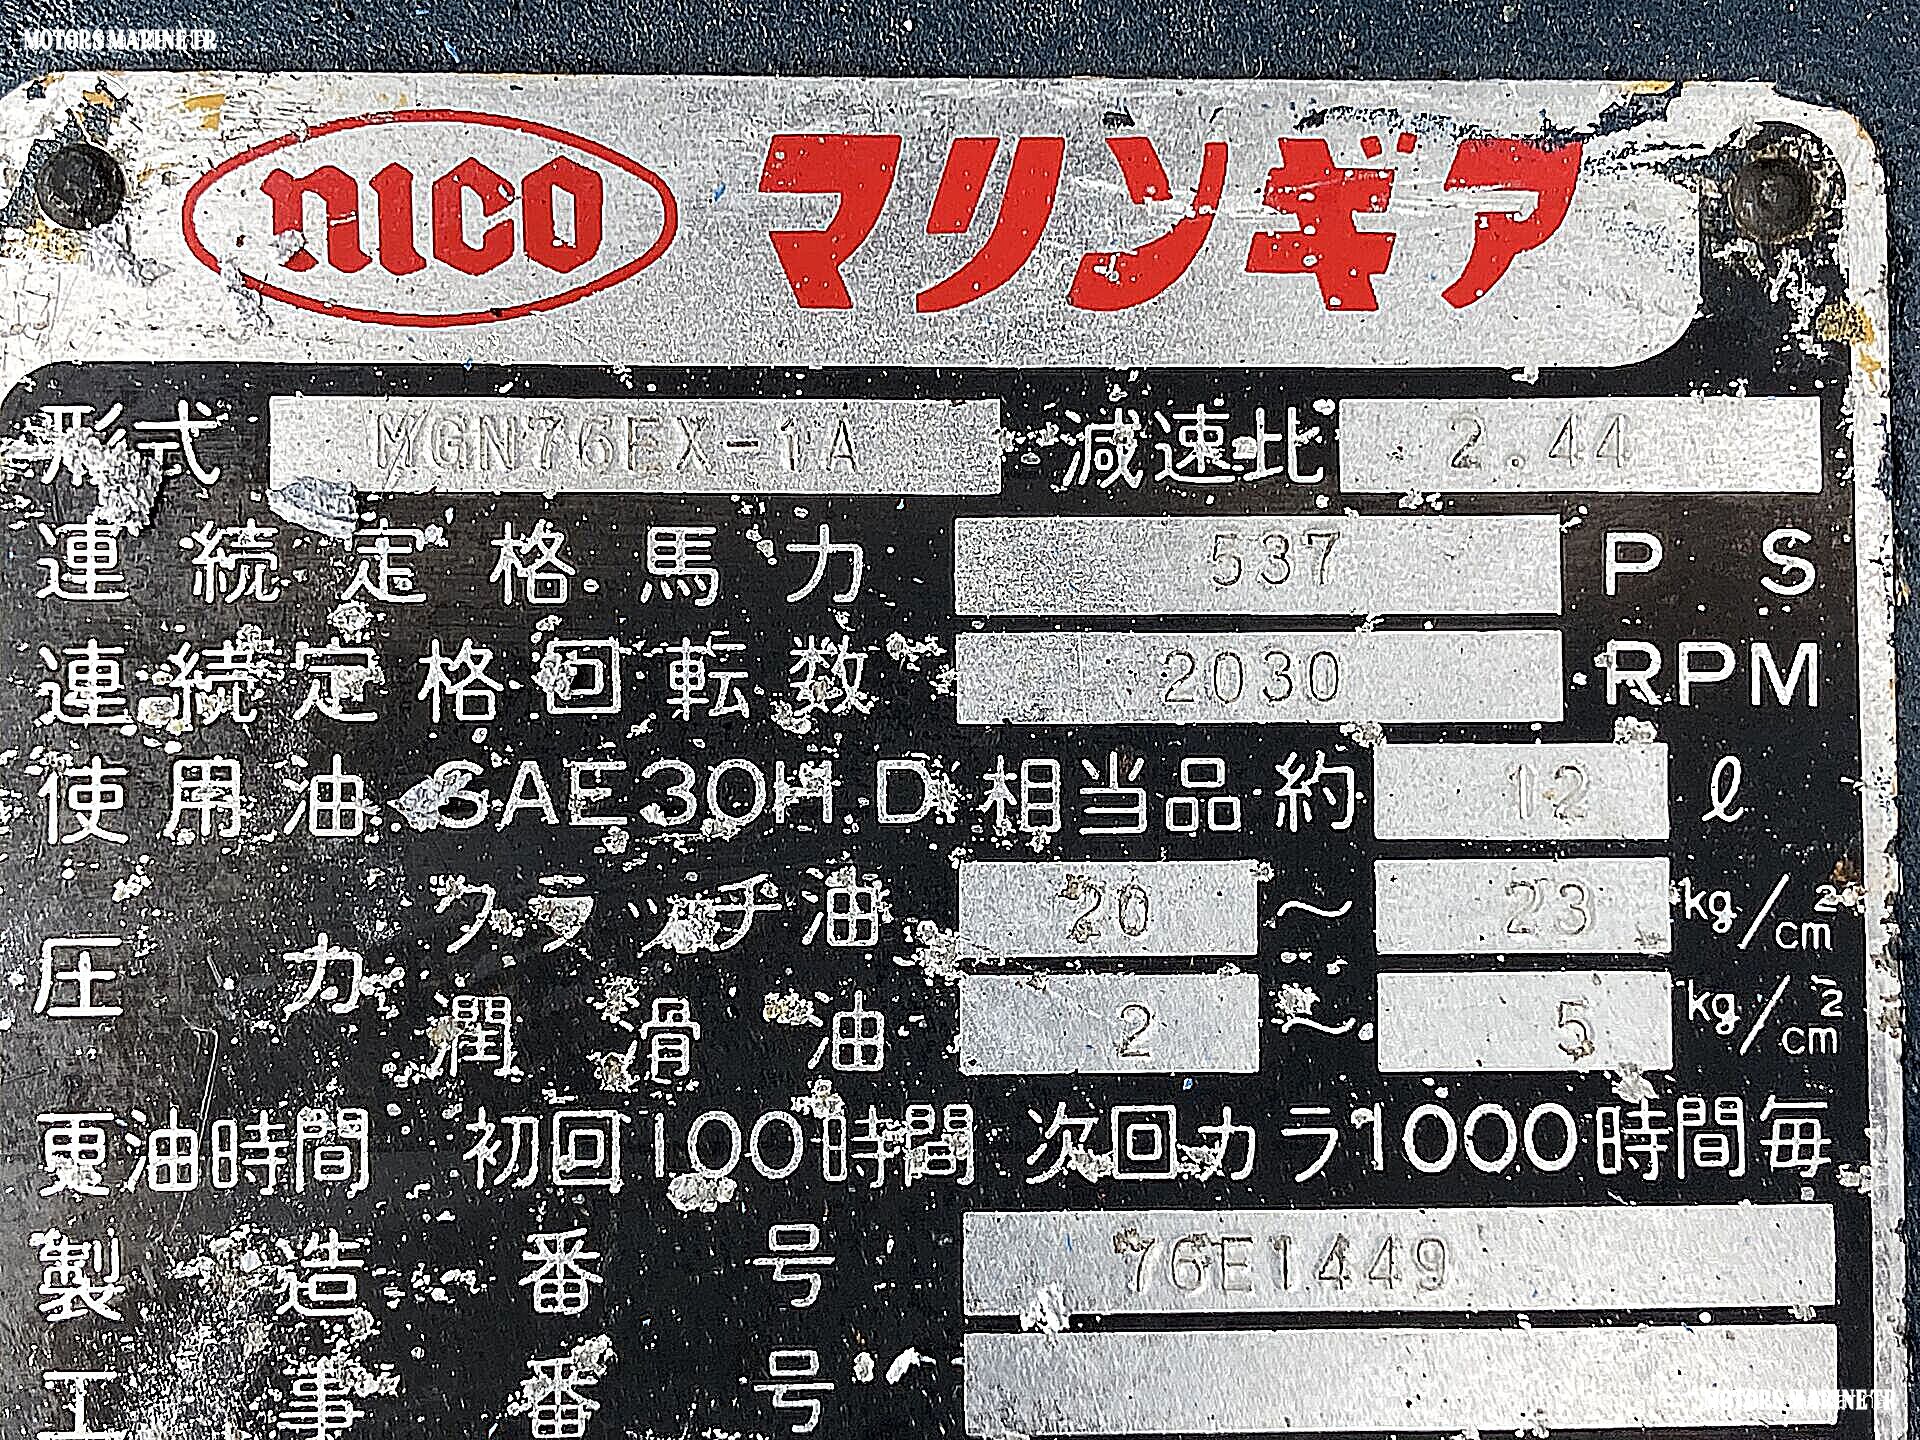 MOTORS MARINE TR
NICO マリンギア
形式 MGN76EX-1A 減速比 2.44
連続定格馬力 537 PS
連続定格回転数 2030 RPM
使用油 SAE30HD 相当品 約 12 ℓ
圧力 クラッチ油 20 〜 23 kg/cm²
潤滑油 2 〜 5 kg/cm²
更油時間 初回100時間 次回カラ1000時間毎
製造番号 76E1449
工事番号
MOTORS MARINE TR